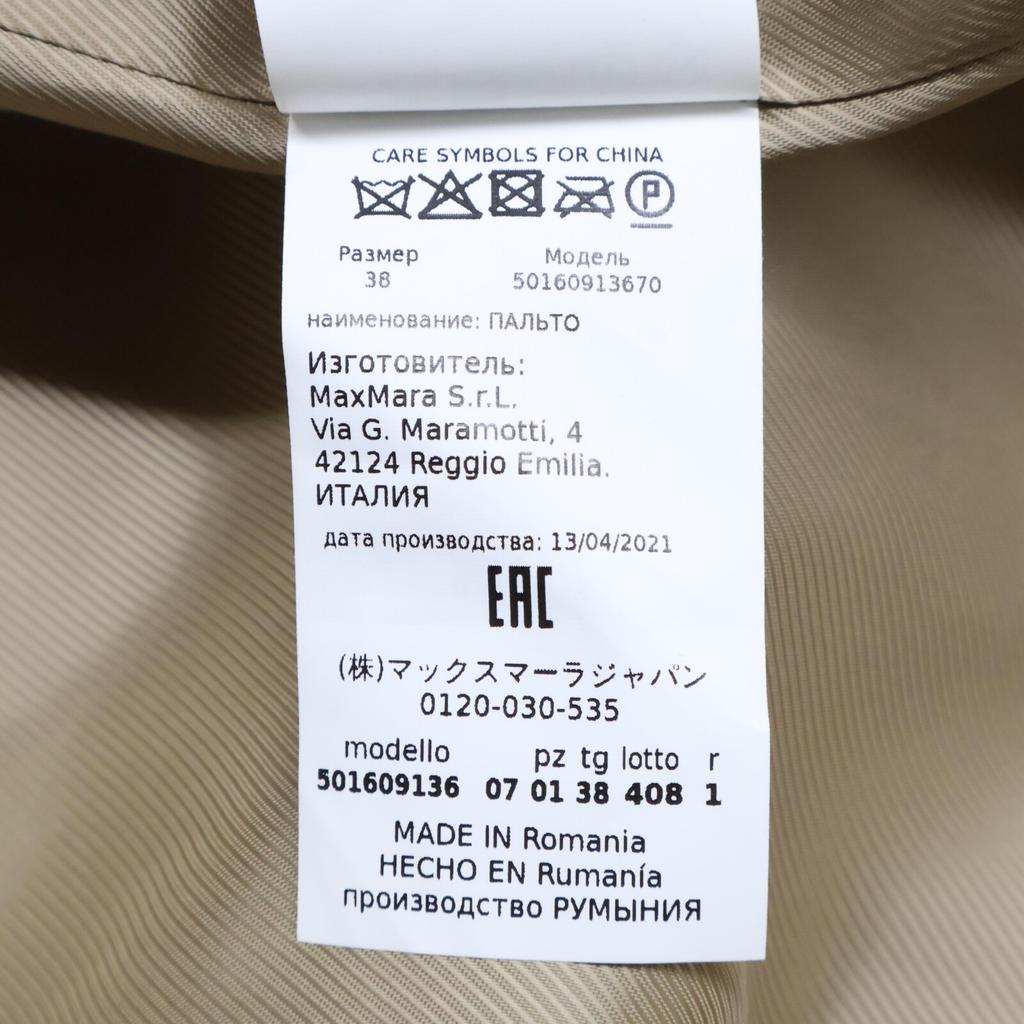 CARE SYMBOLS FOR CHINA
P
Размер Модель
38 50160913670
наименование: ПАЛЬТО
Изготовитель:
MaxMara S.r.L.
Via G. Maramotti, 4
42124 Reggio Emilia.
ИТАЛИЯ
дата производства: 13/04/2021
EAC
(株)マックスマーラジャパン
0120-030-535
modello pz tg lotto r
501609136 07 01 38 408 1
MADE IN Romania
HECHO EN Rumanía
производство РУМЫНИЯ